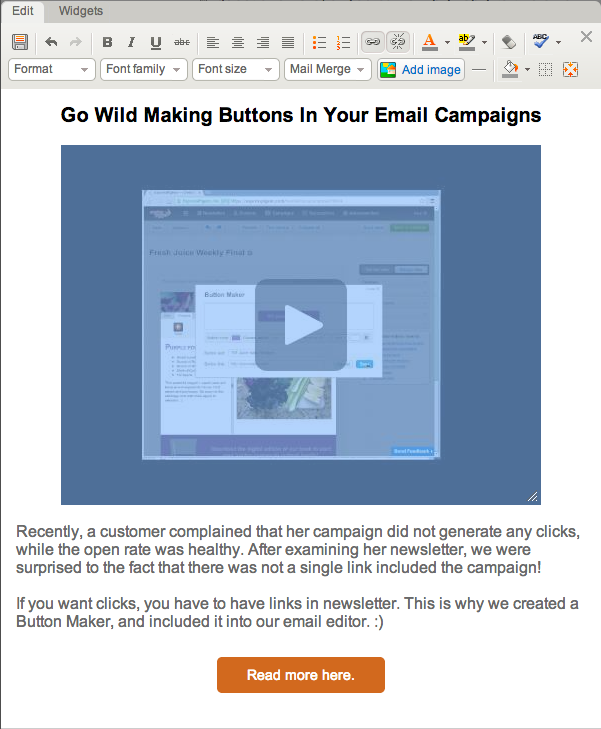 Edit Widgets
B I U abc ABC
Format Font family Font size Mail Merge Add image
Go Wild Making Buttons In Your Email Campaigns
Fresh Juice Weekly Final
Button Maker
Send Feedback
Recently, a customer complained that her campaign did not generate any clicks,
while the open rate was healthy. After examining her newsletter, we were
surprised to the fact that there was not a single link included the campaign!
If you want clicks, you have to have links in newsletter. This is why we created a
Button Maker, and included it into our email editor. :)
Read more here.